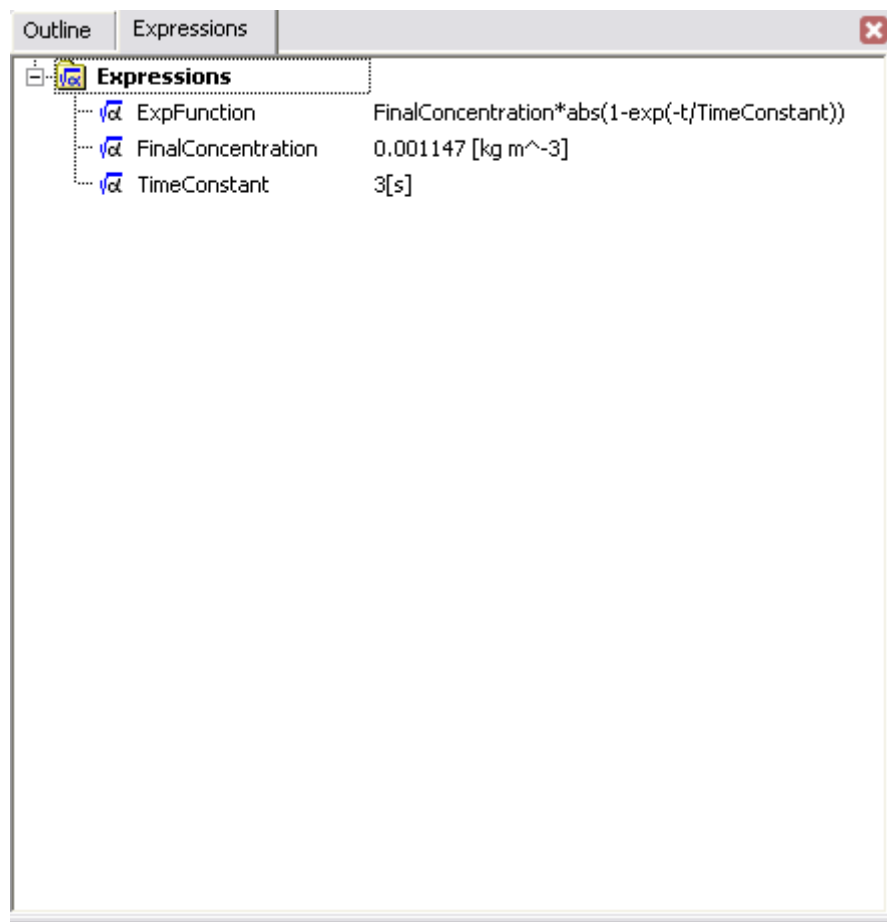 Outline Expressions
Expressions
ExpFunction FinalConcentration*abs(1-exp(-t/TimeConstant))
FinalConcentration 0.001147 [kg m^-3]
TimeConstant 3[s]